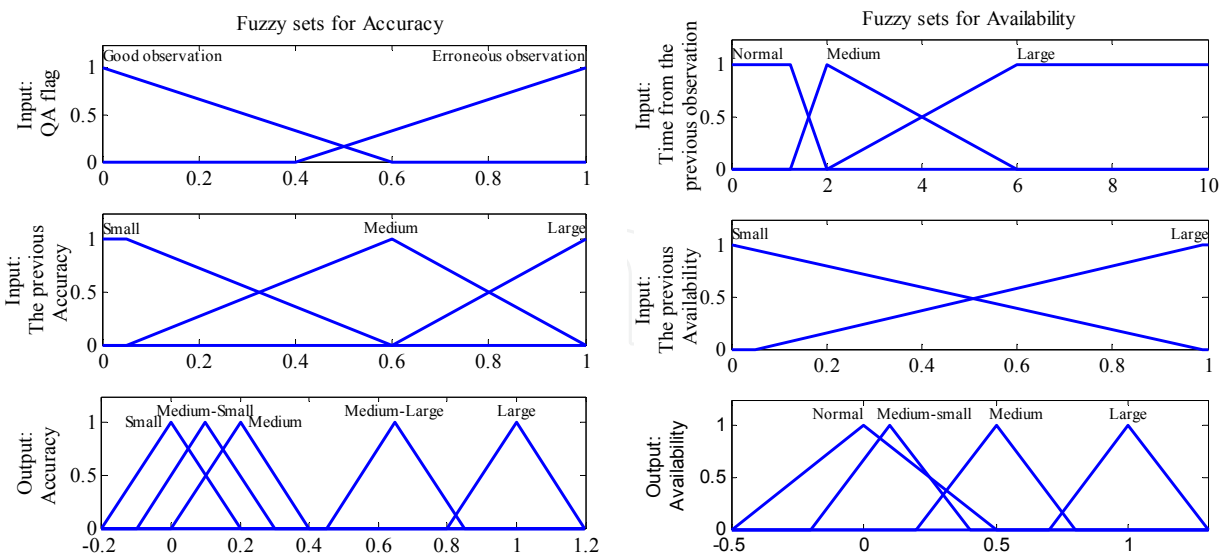 Fuzzy sets for Accuracy
Input:
QA flag
1
0.5
0
Good observation
Erroneous observation
0 0.2 0.4 0.6 0.8 1
Input:
The previous
Accuracy
1
0.5
0
Small
Medium
Large
0 0.2 0.4 0.6 0.8 1
Output:
Accuracy
1
0.5
0
Small
Medium-Small
Medium
Medium-Large
Large
-0.2 0 0.2 0.4 0.6 0.8 1 1.2
Fuzzy sets for Availability
Input:
Time from the
previous observation
1
0.5
0
Normal
Medium
Large
0 2 4 6 8 10
Input:
The previous
Availability
1
0.5
0
Small
Large
0 0.2 0.4 0.6 0.8 1
Output:
Availability
1
0.5
0
Normal
Medium-small
Medium
Large
-0.5 0 0.5 1